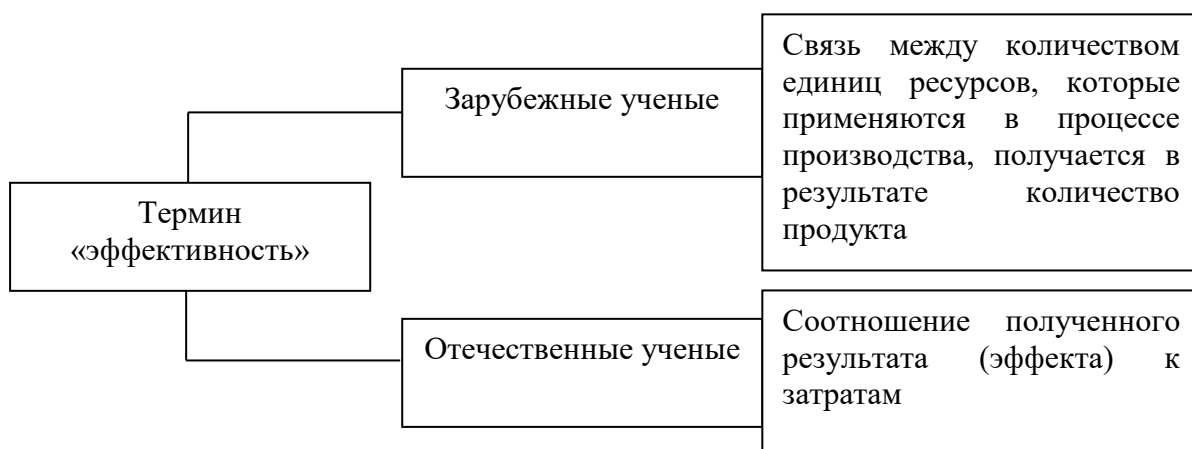 Термин
«эффективность»
Зарубежные ученые
Связь между количеством
единиц ресурсов, которые
применяются в процессе
производства, получается в
результате количество
продукта
Отечественные ученые
Соотношение полученного
результата (эффекта) к
затратам